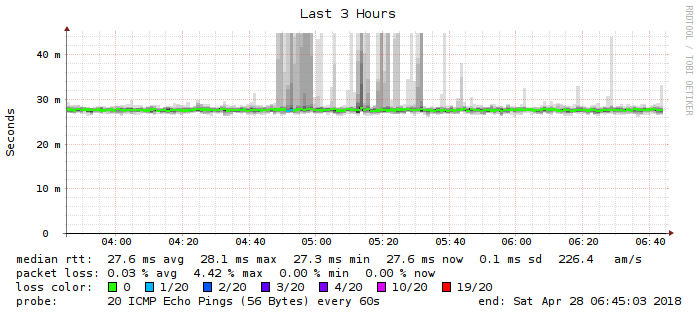 Last 3 Hours
RRDTOOL / TOBI OETIKER
Seconds
40 m
30 m
20 m
10 m
0
04:00 04:20 04:40 05:00 05:20 05:40 06:00 06:20 06:40
median rtt: 27.6 ms avg 28.1 ms max 27.3 ms min 27.6 ms now 0.1 ms sd 226.4 am/s
packet loss: 0.03 % avg 4.42 % max 0.00 % min 0.00 % now
loss color: 0 1/20 2/20 3/20 4/20 10/20 19/20
probe: 20 ICMP Echo Pings (56 Bytes) every 60s end: Sat Apr 28 06:45:03 2018